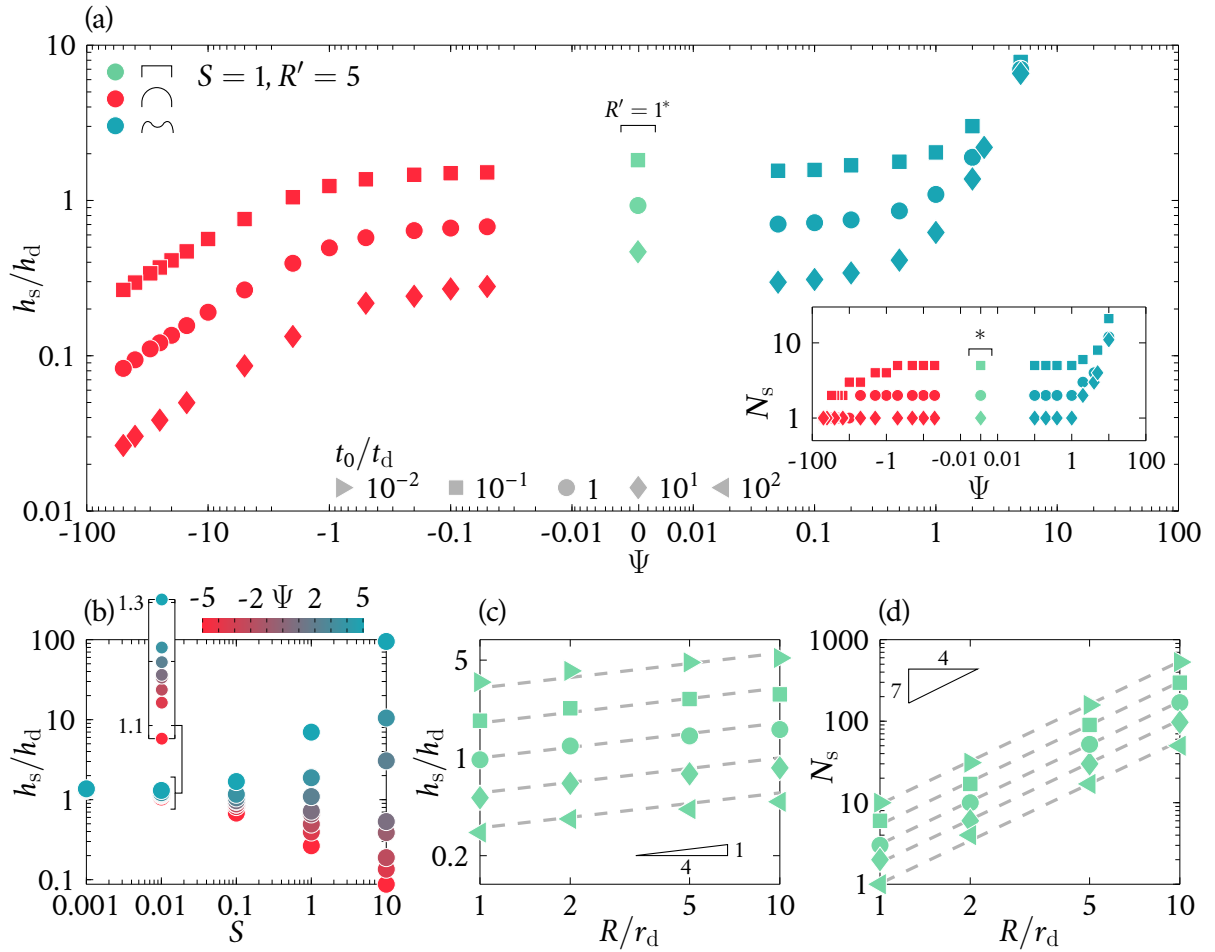 (a)
10
1
0.1
0.01
h_s/h_d
S = 1, R′ = 5
R′ = 1*
t_0/t_d
10^{-2} 10^{-1} 1 10^1 10^2
-100 -10 -1 -0.1 -0.01 0 0.01 0.1 1 10 100
Ψ
10
1
N_s
*
-100 -1 -0.01 0.01 1 100
Ψ
(b)
-5 -2 Ψ 2 5
1.3
1.1
100
10
1
0.1
h_s/h_d
0.001 0.01 0.1 1 10
S
(c)
5
1
0.2
h_s/h_d
1
4
1 2 5 10
R/r_d
(d)
4
7
1000
100
10
1
N_s
1 2 5 10
R/r_d